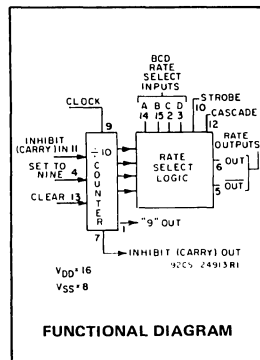 BCD
RATE
SELECT
INPUTS
A B C D
14 15 2 3
STROBE
10
CASCADE
12
RATE OUTPUTS
CLOCK
9
INHIBIT
(CARRY) IN 11
SET TO
NINE 4
CLEAR 13
÷10
COUNTER
RATE
SELECT
LOGIC
6 OUT
5 OUT
1 "9" OUT
7
INHIBIT (CARRY) OUT
92CS-24913R1
VDD=16
VSS=8
FUNCTIONAL DIAGRAM